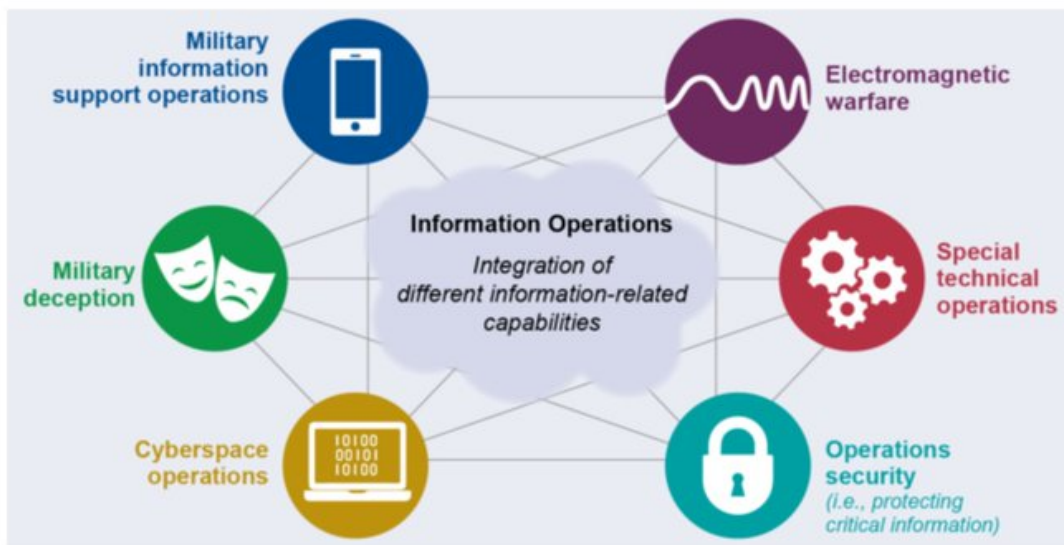 Military
information
support operations
Electromagnetic
warfare
Information Operations
Integration of
different information-related
capabilities
Military
deception
Special
technical
operations
Cyberspace
operations
10100
00101
10100
Operations
security
(i.e., protecting
critical information)